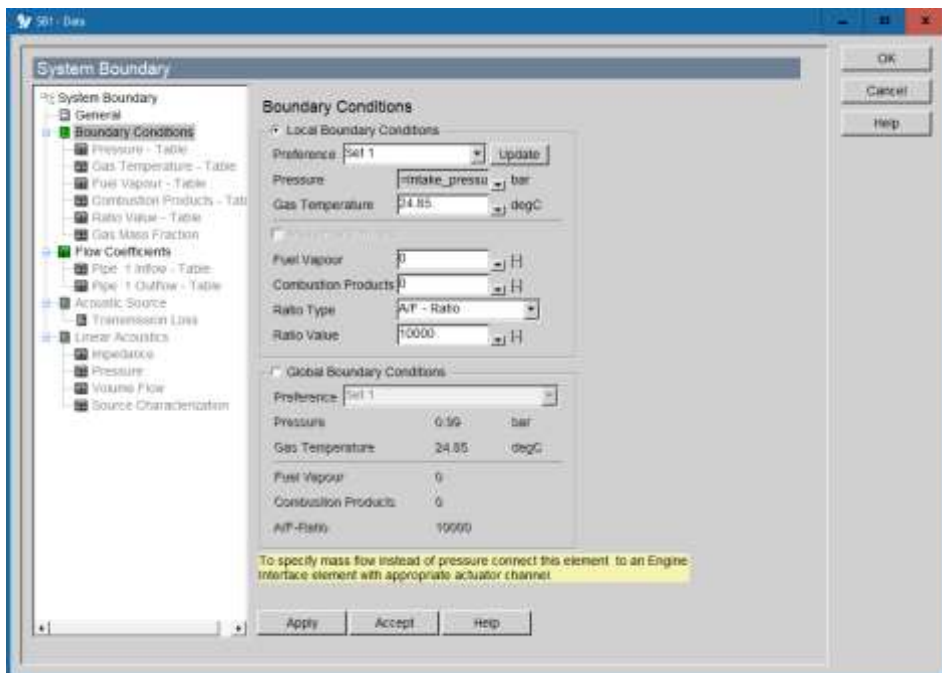 SB1 - Data
System Boundary
OK
Cancel
Help
System Boundary
General
Boundary Conditions
Pressure - Table
Gas Temperature - Table
Fuel Vapour - Table
Combustion Products - Tabl
Ratio Value - Table
Gas Mass Fraction
Flow Coefficients
Pipe 1 Inflow - Table
Pipe 1 Outflow - Table
Acoustic Source
Transmission Loss
Linear Acoustics
Impedance
Pressure
Volume Flow
Source Characterization
Boundary Conditions
Local Boundary Conditions
Preference Set 1 Update
Pressure =Intake_pressu bar
Gas Temperature 24.85 degC
Fuel Vapour 0 [-]
Combustion Products 0 [-]
Ratio Type A/F - Ratio
Ratio Value 10000 [-]
Global Boundary Conditions
Preference Set 1
Pressure 0.99 bar
Gas Temperature 24.85 degC
Fuel Vapour 0
Combustion Products 0
A/F-Ratio 10000
To specify mass flow instead of pressure connect this element to an Engine
Interface element with appropriate actuator channel.
Apply Accept Help